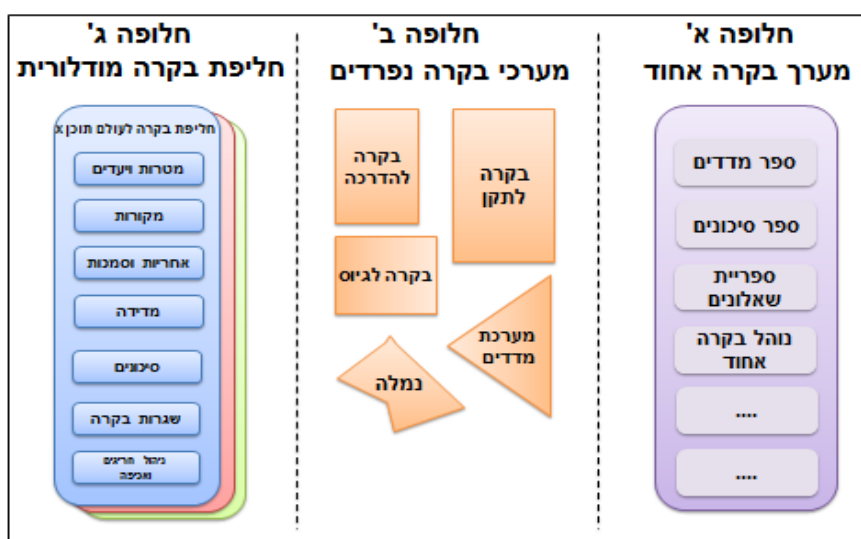 חלופה א'
מערך בקרה אחוד
ספר מדדים
ספר סיכונים
ספריית
שאלונים
נוהל בקרה
אחוד
....
....
חלופה ב'
מערכי בקרה נפרדים
בקרה
לתקן
בקרה
להדרכה
בקרה לגיוס
מערכת
מדדים
נמלה
חלופה ג'
חליפת בקרה מודלורית
חליפת בקרה לעולם תוכן x
מטרות ויעדים
מקורות
אחריות וסמכות
מדידה
סיכונים
שגרות בקרה
ניהול חריגים
ואכיפה